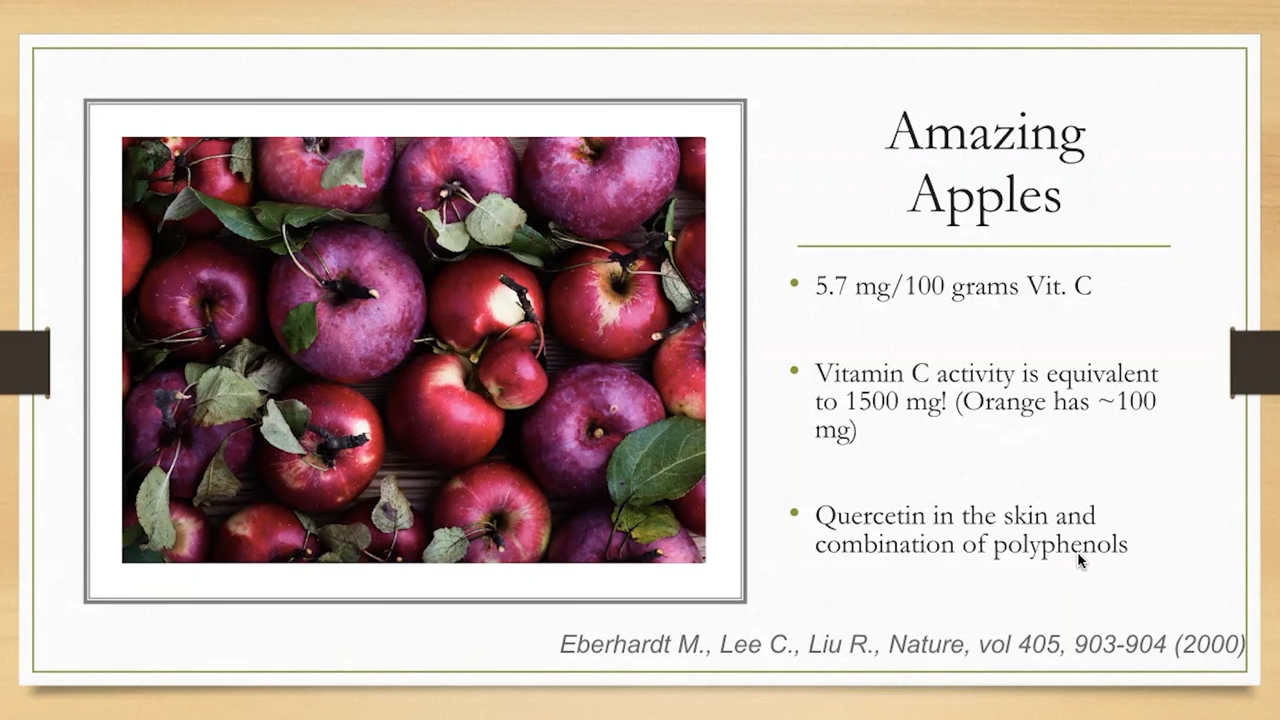 Amazing
Apples
• 5.7 mg/100 grams Vit. C
• Vitamin C activity is equivalent
to 1500 mg! (Orange has ~100
mg)
• Quercetin in the skin and
combination of polyphenols
Eberhardt M., Lee C., Liu R., Nature, vol 405, 903-904 (2000)